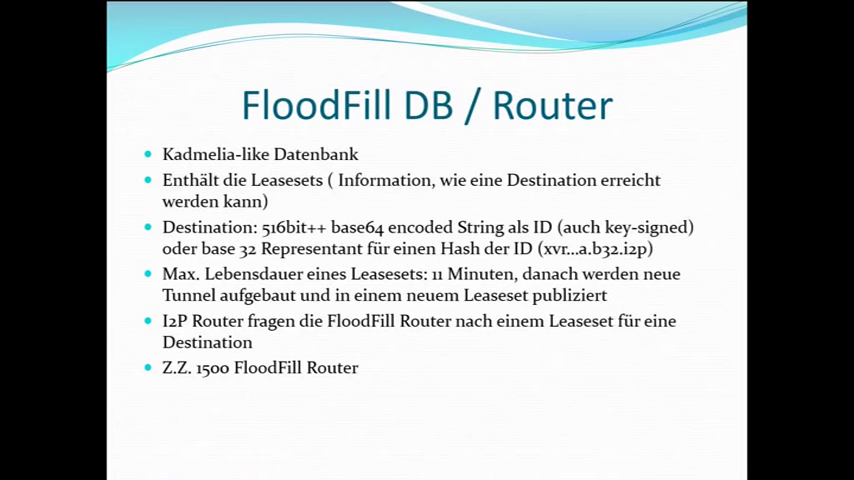 FloodFill DB / Router
Kadmelia-like Datenbank
Enthält die Leasesets ( Information, wie eine Destination erreicht
werden kann)
Destination: 516bit++ base64 encoded String als ID (auch key-signed)
oder base 32 Representant für einen Hash der ID (xvr...a.b32.i2p)
Max. Lebensdauer eines Leasesets: 11 Minuten, danach werden neue
Tunnel aufgebaut und in einem neuem Leaseset publiziert
I2P Router fragen die FloodFill Router nach einem Leaseset für eine
Destination
Z.Z. 1500 FloodFill Router